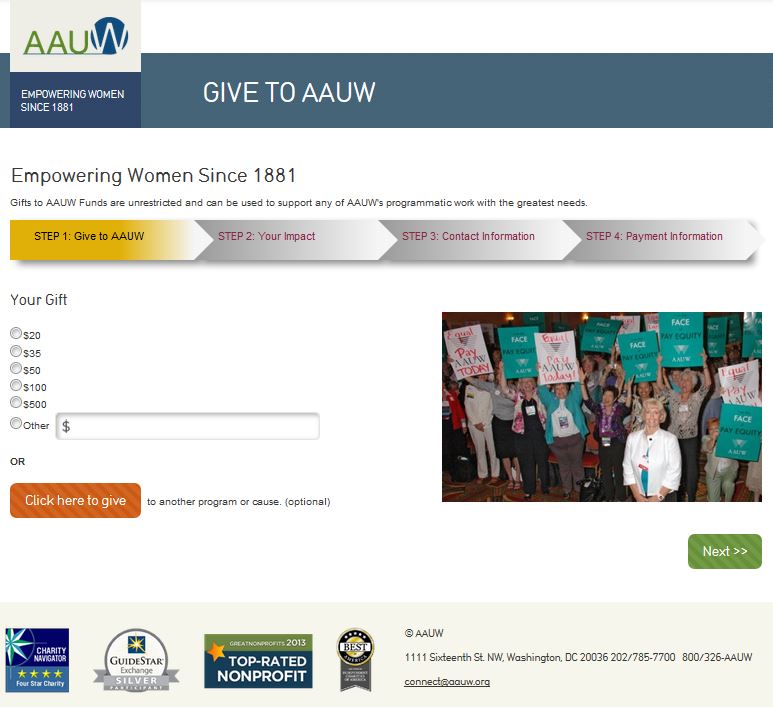 AAUW
EMPOWERING WOMEN
SINCE 1881
GIVE TO AAUW
Empowering Women Since 1881
Gifts to AAUW Funds are unrestricted and can be used to support any of AAUW's programmatic work with the greatest needs.
STEP 1: Give to AAUW
STEP 2: Your Impact
STEP 3: Contact Information
STEP 4: Payment Information
Your Gift
$20
$35
$50
$100
$500
Other $
OR
Click here to give to another program or cause. (optional)
Equal
Pay
AAUW
TODAY!
FACE
PAY EQUITY
AAUW
Equal
Pay
AAUW
Today!
FACE
PAY EQUITY
AAUW
FACE
PAY EQUITY
AAUW
Equal
Pay
AAUW
FACE
PAY EQUITY
AAUW
Next >>
CHARITY
NAVIGATOR
Four Star Charity
GUIDESTAR
Exchange
SILVER
PARTICIPANT
GREATNONPROFITS 2013
TOP-RATED
NONPROFIT
BEST
© AAUW
1111 Sixteenth St. NW, Washington, DC 20036 202/785-7700 800/326-AAUW
connect@aauw.org